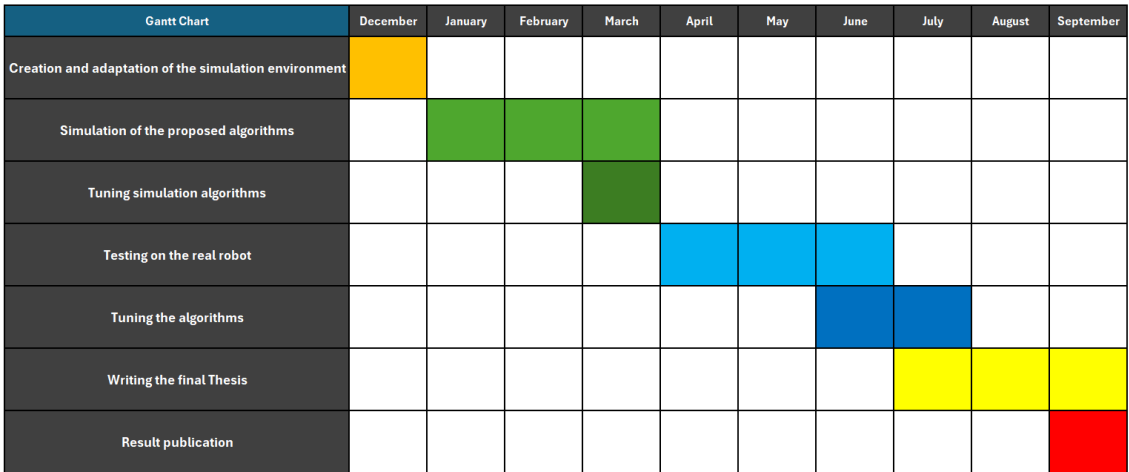 Gantt Chart December January February March April May June July August September
Creation and adaptation of the simulation environment
Simulation of the proposed algorithms
Tuning simulation algorithms
Testing on the real robot
Tuning the algorithms
Writing the final Thesis
Result publication